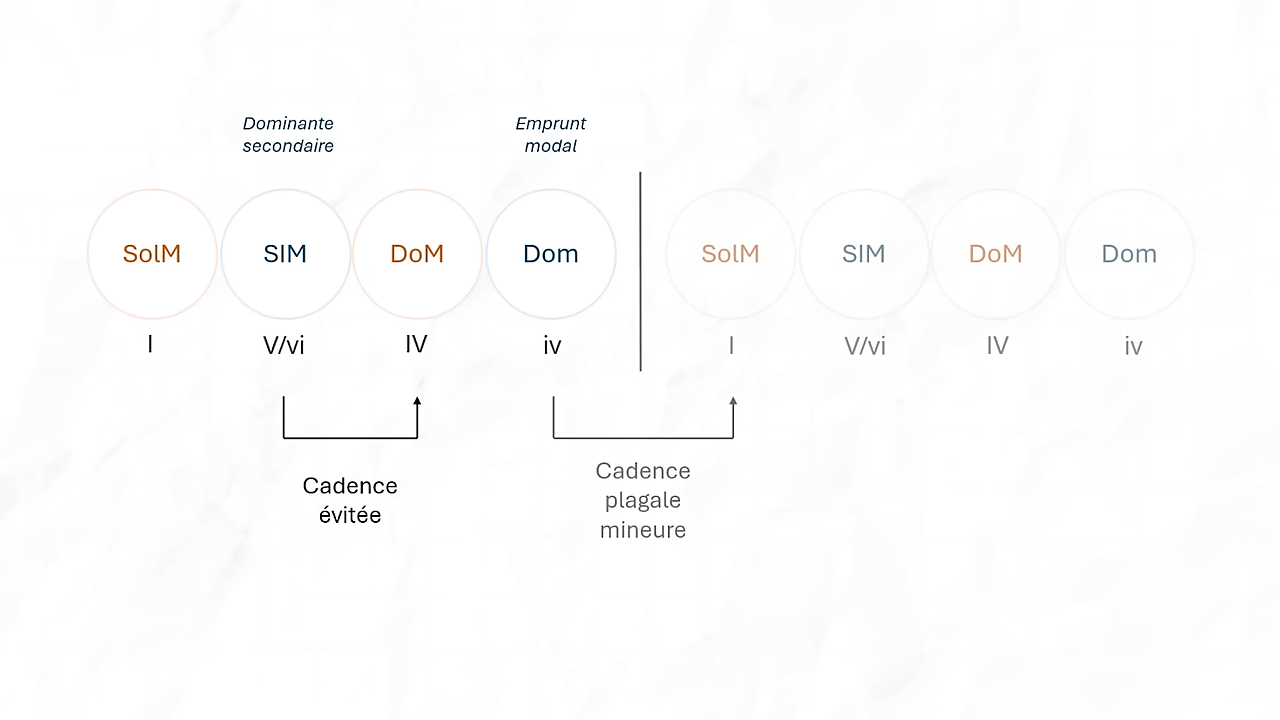 Dominante
secondaire
Emprunt
modal
SolM
SIM
DoM
Dom
SolM
SIM
DoM
Dom
I
V/vi
IV
iv
I
V/vi
IV
iv
Cadence
évitée
Cadence
plagale
mineure